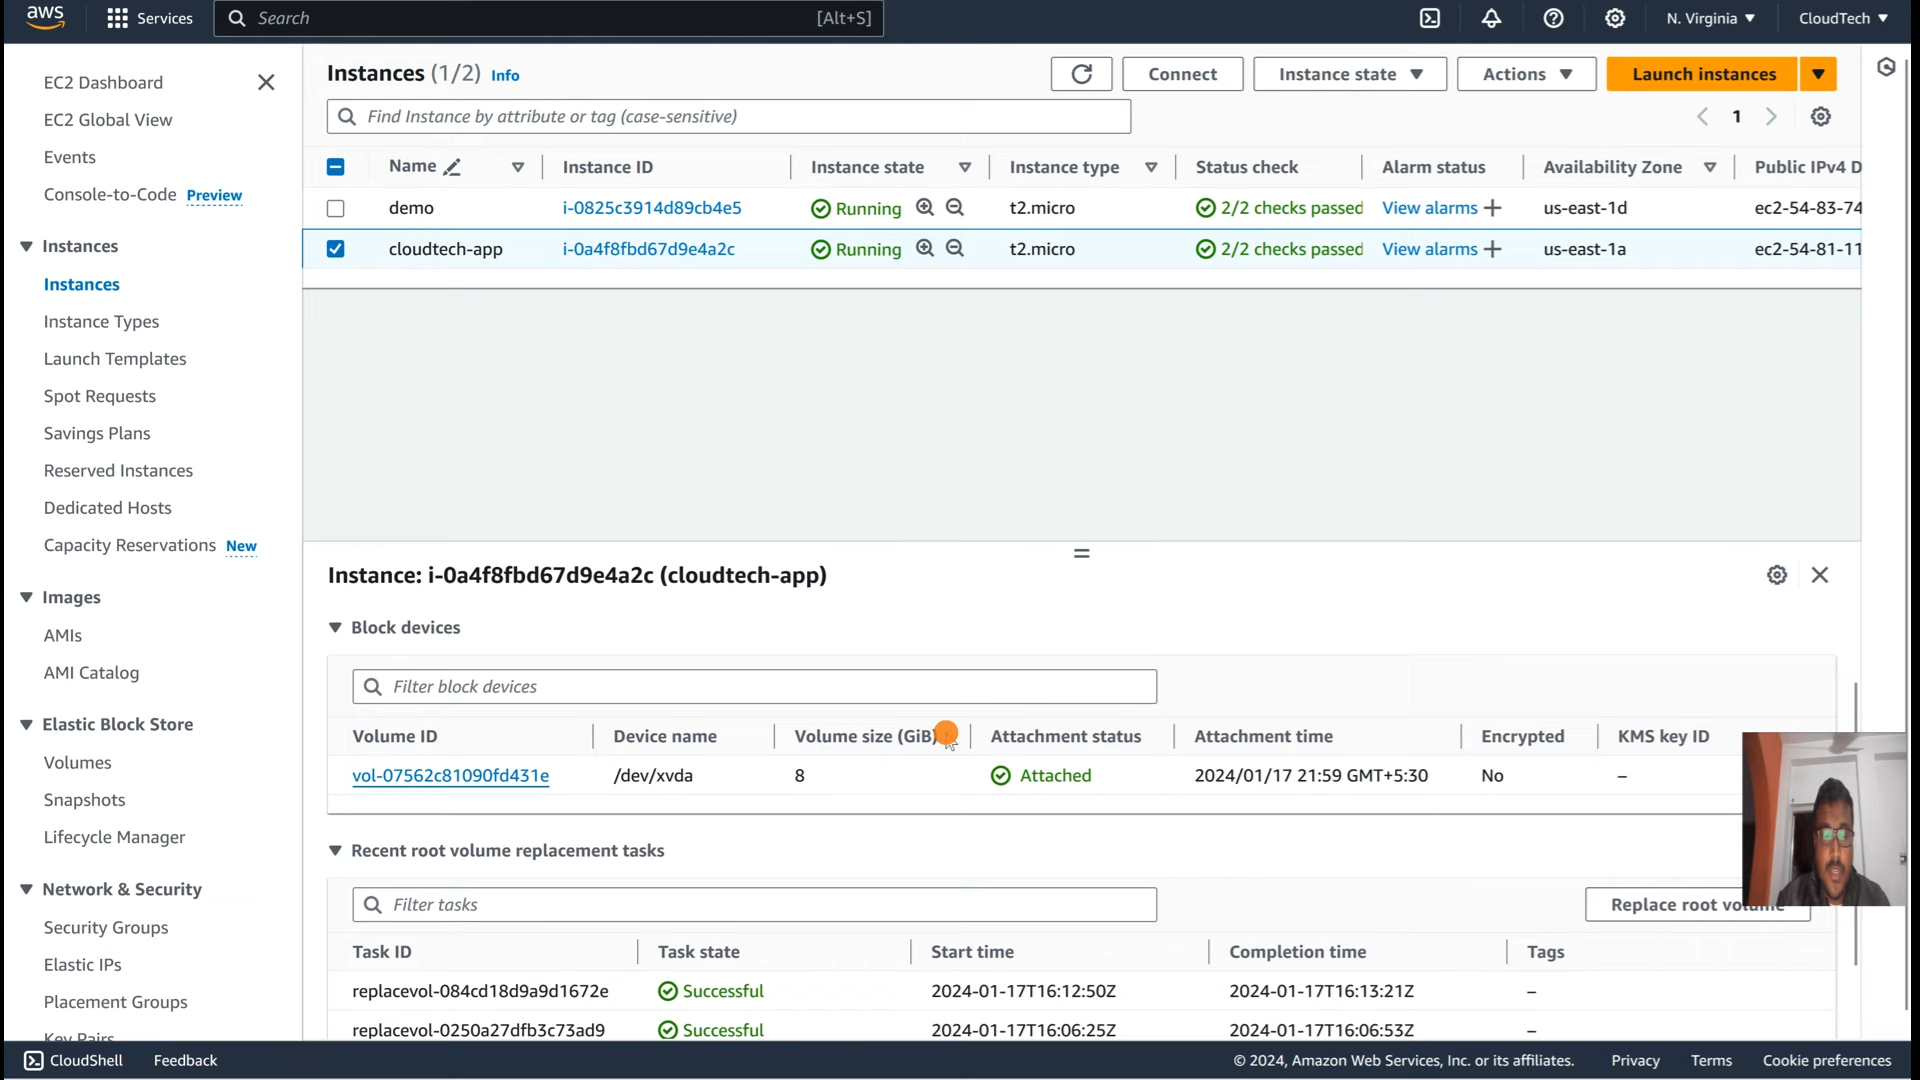 aws Services Search [Alt+S] N. Virginia CloudTech
EC2 Dashboard
EC2 Global View
Events
Console-to-Code Preview
Instances
Instances
Instance Types
Launch Templates
Spot Requests
Savings Plans
Reserved Instances
Dedicated Hosts
Capacity Reservations New
Images
AMIs
AMI Catalog
Elastic Block Store
Volumes
Snapshots
Lifecycle Manager
Network & Security
Security Groups
Elastic IPs
Placement Groups
Key Pairs
Instances (1/2) Info Connect Instance state Actions Launch instances
Find Instance by attribute or tag (case-sensitive) 1
Name Instance ID Instance state Instance type Status check Alarm status Availability Zone Public IPv4 D
demo i-0825c3914d89cb4e5 Running t2.micro 2/2 checks passed View alarms us-east-1d ec2-54-83-74
cloudtech-app i-0a4f8fbd67d9e4a2c Running t2.micro 2/2 checks passed View alarms us-east-1a ec2-54-81-11
Instance: i-0a4f8fbd67d9e4a2c (cloudtech-app)
Block devices
Filter block devices
Volume ID Device name Volume size (GiB) Attachment status Attachment time Encrypted KMS key ID
vol-07562c81090fd431e /dev/xvda 8 Attached 2024/01/17 21:59 GMT+5:30 No –
Recent root volume replacement tasks
Filter tasks Replace root volume
Task ID Task state Start time Completion time Tags
replacevol-084cd18d9a9d1672e Successful 2024-01-17T16:12:50Z 2024-01-17T16:13:21Z –
replacevol-0250a27dfb3c73ad9 Successful 2024-01-17T16:06:25Z 2024-01-17T16:06:53Z –
CloudShell Feedback © 2024, Amazon Web Services, Inc. or its affiliates. Privacy Terms Cookie preferences